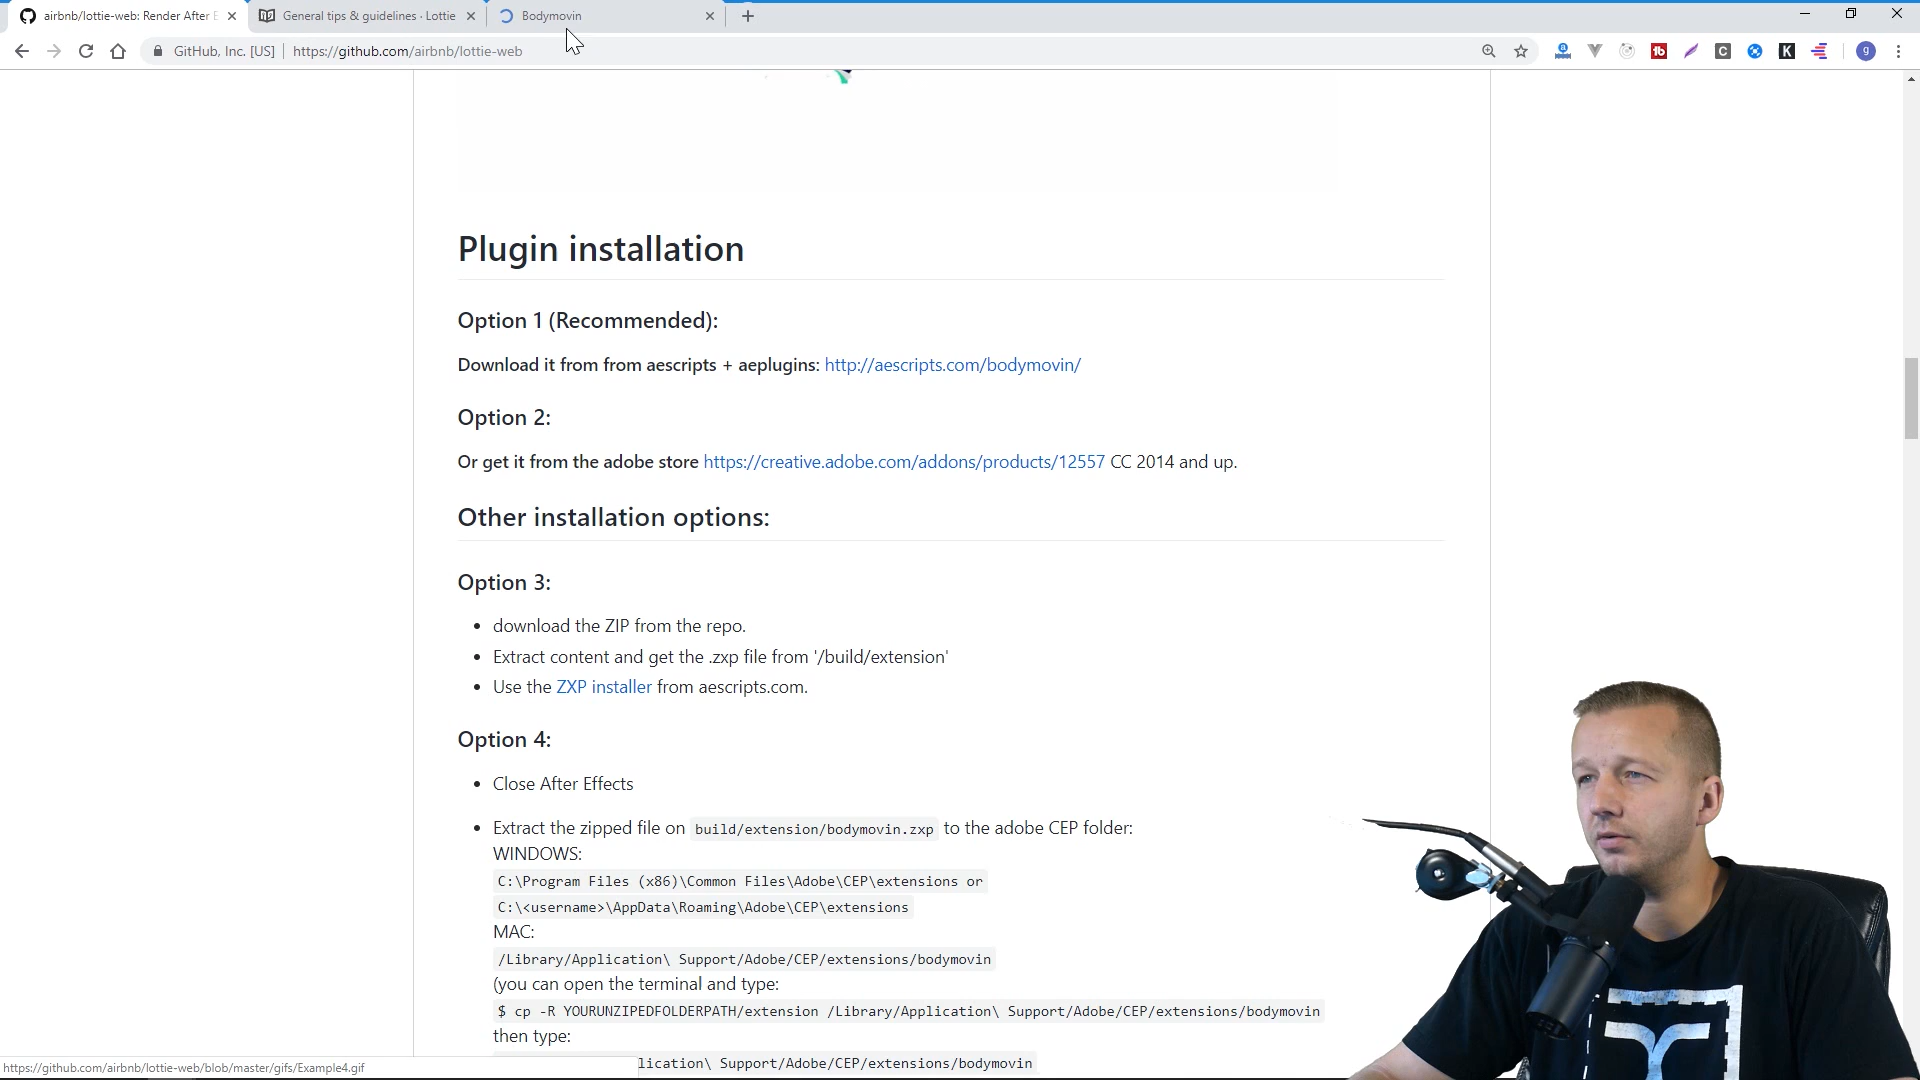 airbnb/lottie-web: Render After E
General tips & guidelines · Lottie
Bodymovin
GitHub, Inc. [US]
https://github.com/airbnb/lottie-web
Plugin installation
Option 1 (Recommended):
Download it from from aescripts + aeplugins: http://aescripts.com/bodymovin/
Option 2:
Or get it from the adobe store https://creative.adobe.com/addons/products/12557 CC 2014 and up.
Other installation options:
Option 3:
• download the ZIP from the repo.
• Extract content and get the .zxp file from '/build/extension'
• Use the ZXP installer from aescripts.com.
Option 4:
• Close After Effects
• Extract the zipped file on build/extension/bodymovin.zxp to the adobe CEP folder:
WINDOWS:
C:\Program Files (x86)\Common Files\Adobe\CEP\extensions or
C:\<username>\AppData\Roaming\Adobe\CEP\extensions
MAC:
/Library/Application\ Support/Adobe/CEP/extensions/bodymovin
(you can open the terminal and type:
$ cp -R YOURUNZIPEDFOLDERPATH/extension /Library/Application\ Support/Adobe/CEP/extensions/bodymovin
then type:
lication\ Support/Adobe/CEP/extensions/bodymovin
https://github.com/airbnb/lottie-web/blob/master/gifs/Example4.gif